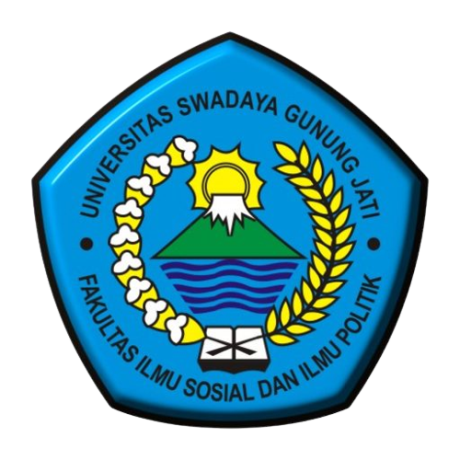 UNIVERSITAS SWADAYA GUNUNG JATI
FAKULTAS ILMU SOSIAL DAN ILMU POLITIK